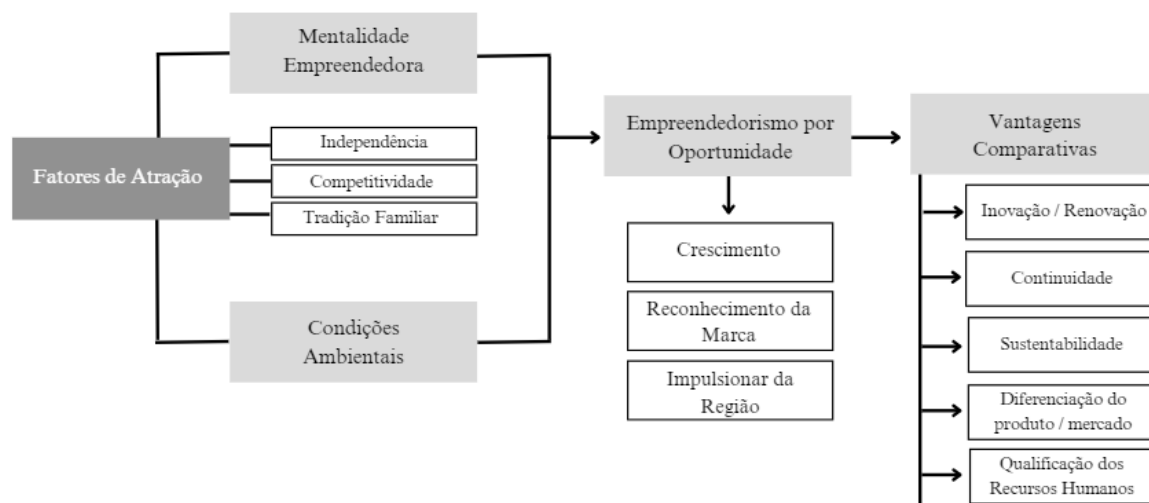 Mentalidade
Empreendedora
Fatores de Atração
Independência
Competitividade
Tradição Familiar
Condições
Ambientais
Empreendedorismo por
Oportunidade
Crescimento
Reconhecimento da
Marca
Impulsionar da
Região
Vantagens
Comparativas
Inovação / Renovação
Continuidade
Sustentabilidade
Diferenciação do
produto / mercado
Qualificação dos
Recursos Humanos